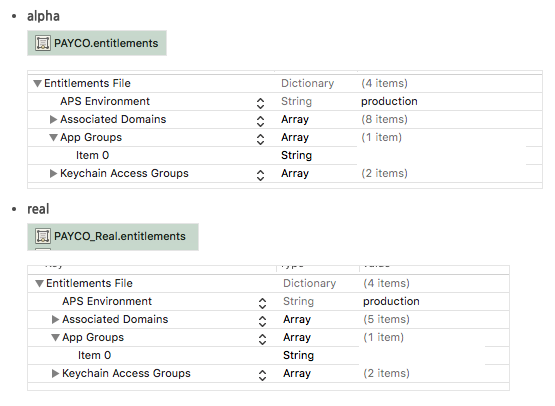 alpha
PAYCO.entitlements
Entitlements File Dictionary (4 items)
APS Environment String production
Associated Domains Array (8 items)
App Groups Array (1 item)
Item 0 String
Keychain Access Groups Array (2 items)
real
PAYCO_Real.entitlements
Entitlements File Dictionary (4 items)
APS Environment String production
Associated Domains Array (5 items)
App Groups Array (1 item)
Item 0 String
Keychain Access Groups Array (2 items)